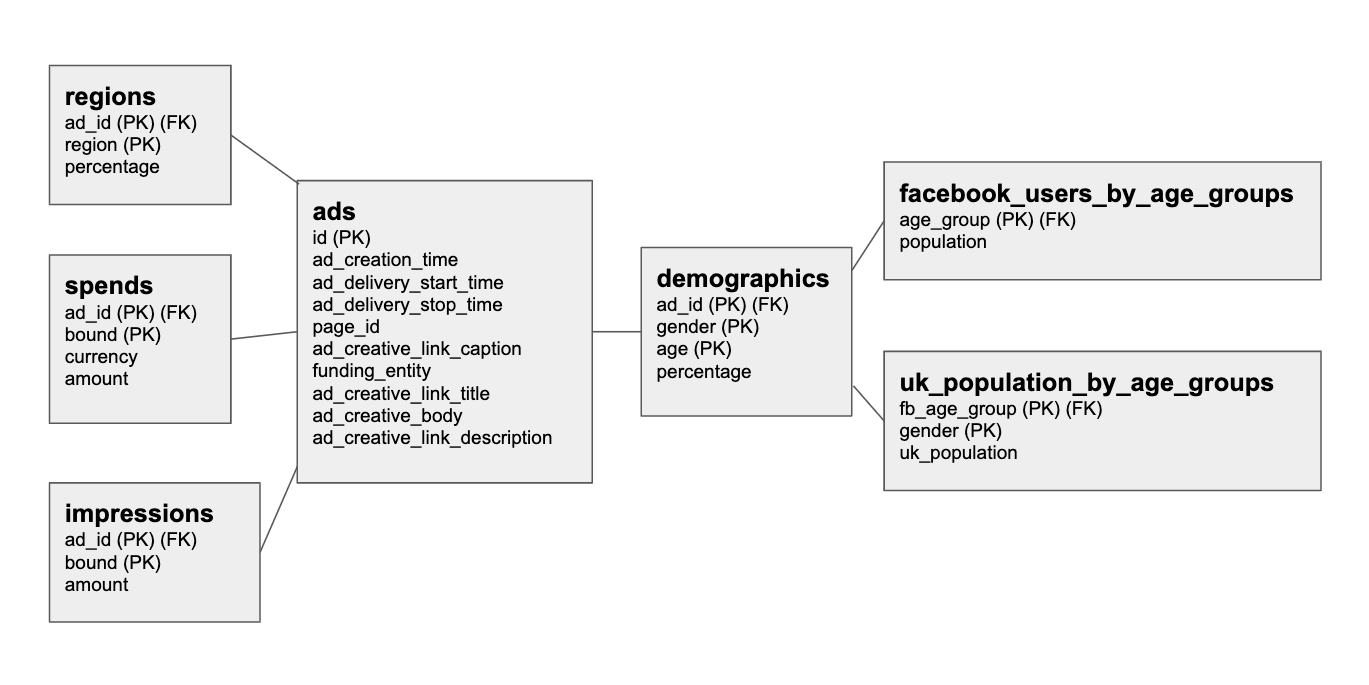 regions
ad_id (PK) (FK)
region (PK)
percentage
spends
ad_id (PK) (FK)
bound (PK)
currency
amount
impressions
ad_id (PK) (FK)
bound (PK)
amount
ads
id (PK)
ad_creation_time
ad_delivery_start_time
ad_delivery_stop_time
page_id
ad_creative_link_caption
funding_entity
ad_creative_link_title
ad_creative_body
ad_creative_link_description
demographics
ad_id (PK) (FK)
gender (PK)
age (PK)
percentage
facebook_users_by_age_groups
age_group (PK) (FK)
population
uk_population_by_age_groups
fb_age_group (PK) (FK)
gender (PK)
uk_population